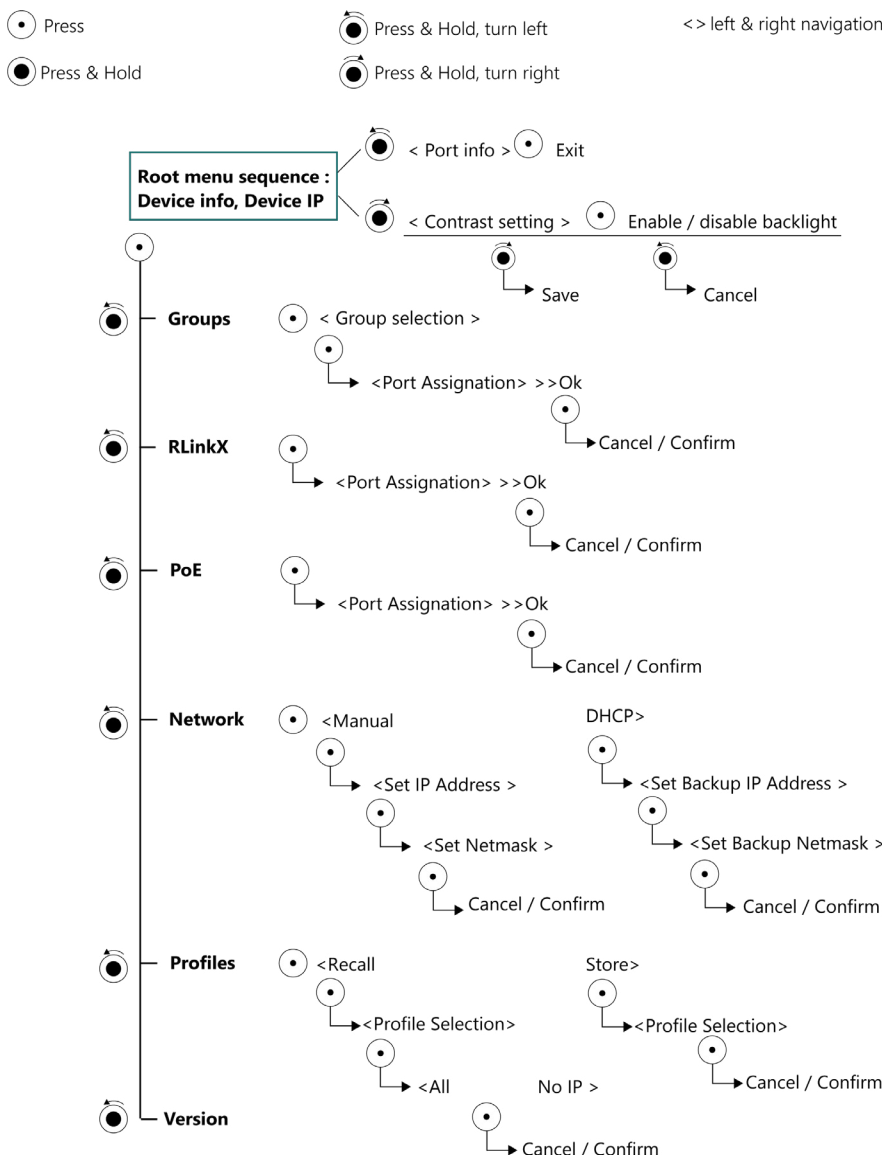 Press
Press & Hold, turn left
<> left & right navigation
Press & Hold
Press & Hold, turn right
< Port info >
Exit
Root menu sequence :
Device info, Device IP
< Contrast setting >
Enable / disable backlight
Save
Cancel
Groups
< Group selection >
<Port Assignation> >>Ok
Cancel / Confirm
RLinkX
<Port Assignation> >>Ok
Cancel / Confirm
PoE
<Port Assignation> >>Ok
Cancel / Confirm
Network
<Manual
DHCP>
<Set IP Address >
<Set Backup IP Address >
<Set Netmask >
<Set Backup Netmask >
Cancel / Confirm
Cancel / Confirm
Profiles
<Recall
Store>
<Profile Selection>
<Profile Selection>
<All
No IP >
Cancel / Confirm
Version
Cancel / Confirm